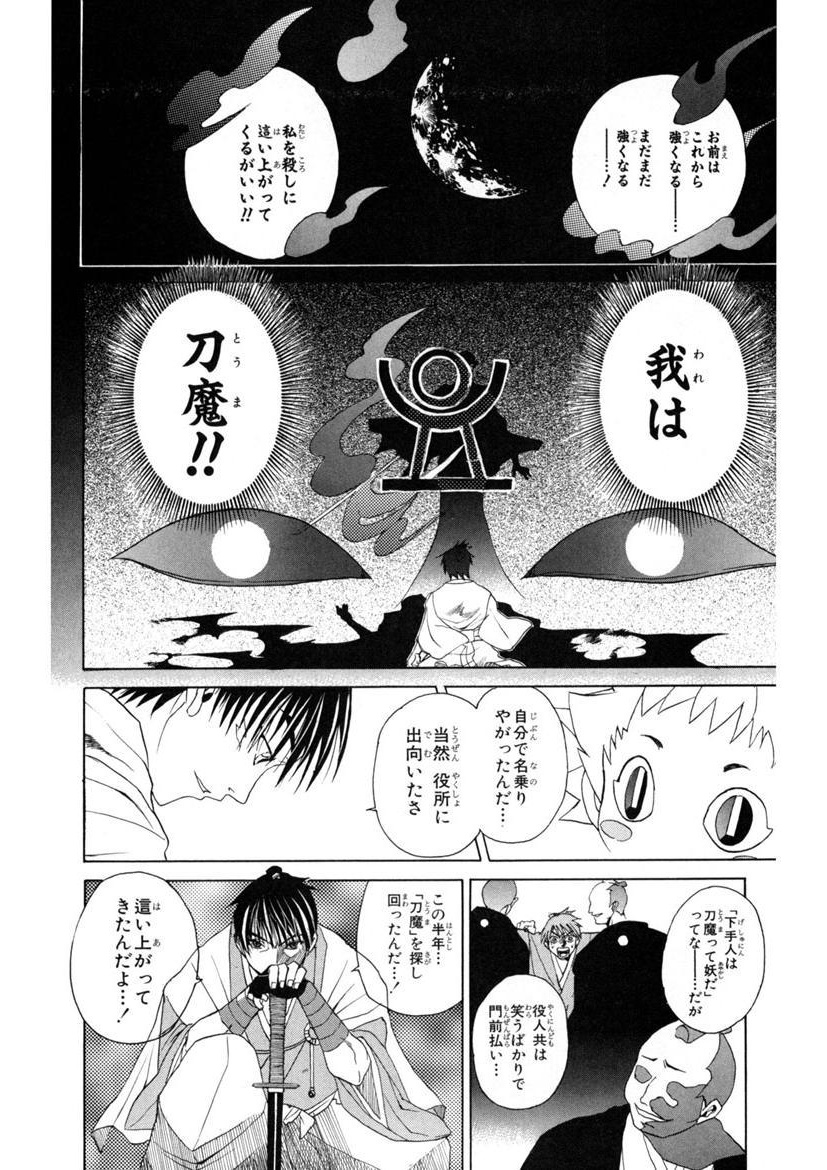 お前は
これから
強くなる―――
まだまだ
強くなる
―――!
私を殺しに
這い上がって
くるがいい!!
我は
刀魔!!
自分で名乗り
やがったんだ…
当然 役所に
出向いたさ
「下手人は
刀魔って妖だ」
ってな――…だが
役人共は
笑うばかりで
門前払い…
この半年…
「刀魔」を探し
回ったんだ…!
這い上がって
きたんだよ…!